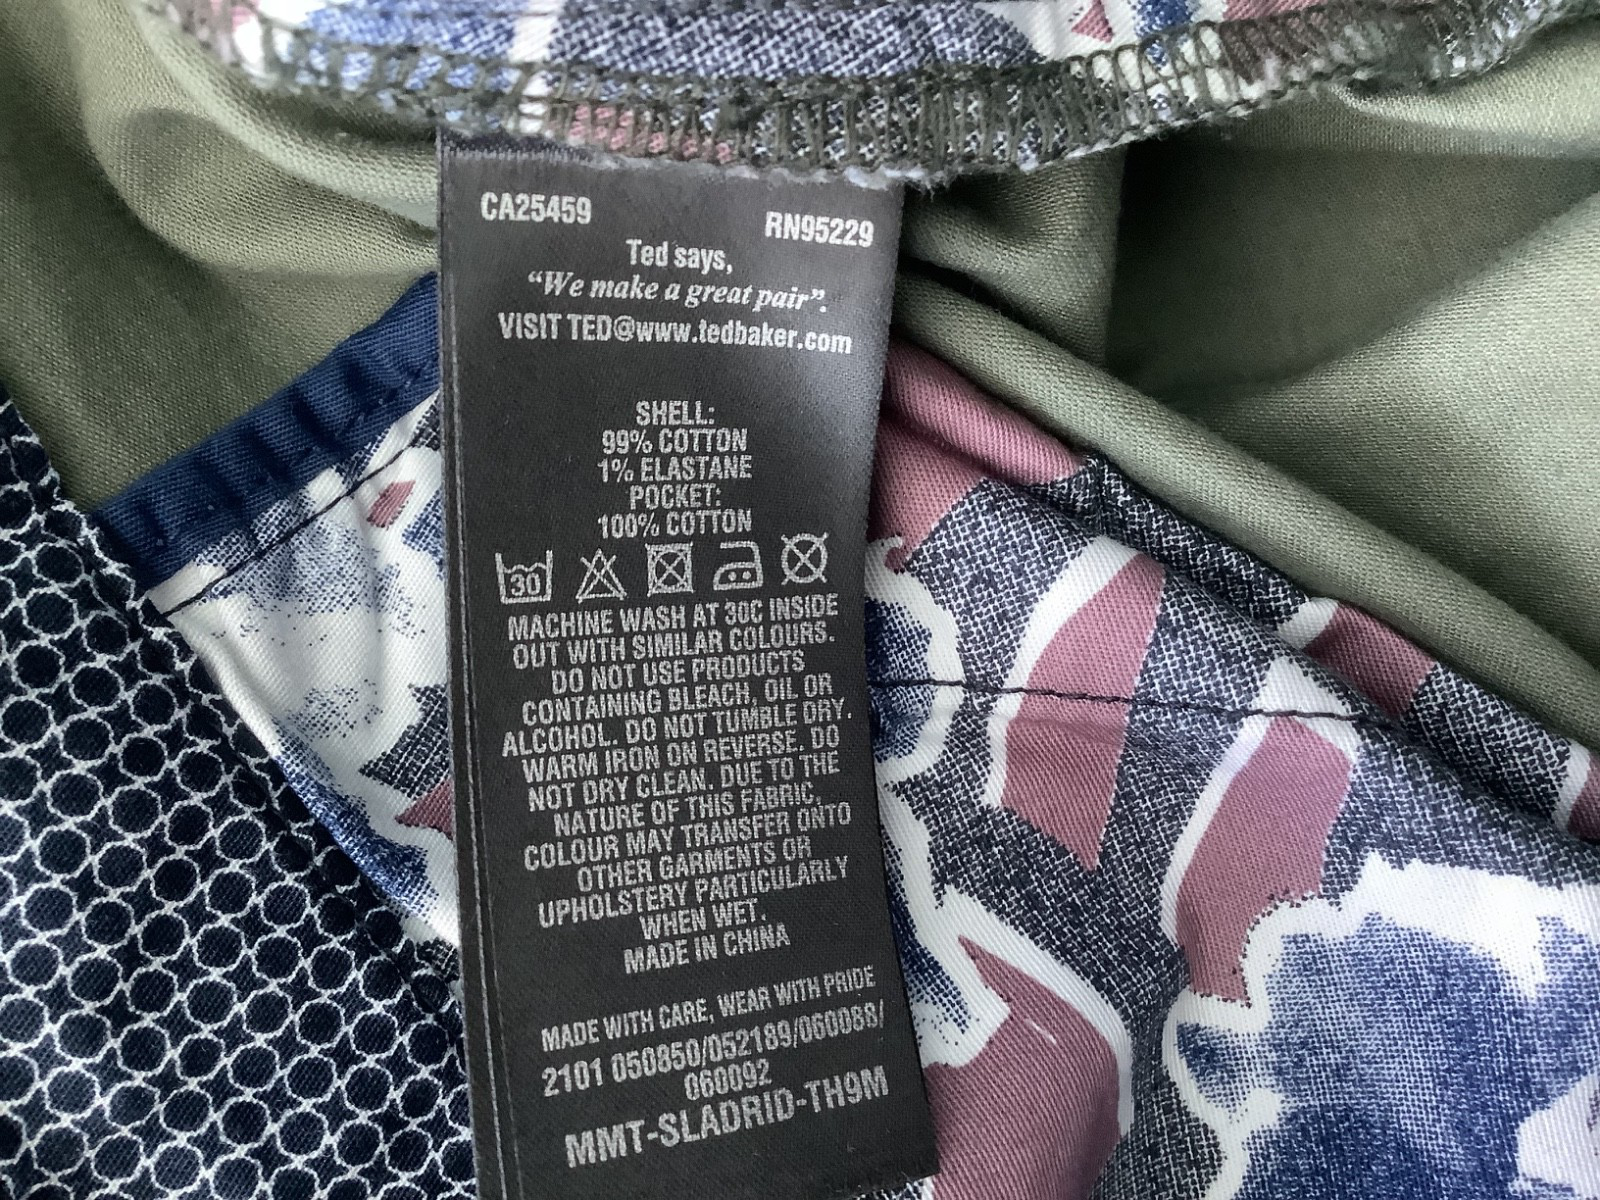 CA25459 RN95229
Ted says,
“We make a great pair”.
VISIT TED@www.tedbaker.com
SHELL:
99% COTTON
1% ELASTANE
POCKET:
100% COTTON
30
MACHINE WASH AT 30C INSIDE
OUT WITH SIMILAR COLOURS.
DO NOT USE PRODUCTS
CONTAINING BLEACH, OIL OR
ALCOHOL. DO NOT TUMBLE DRY.
WARM IRON ON REVERSE. DO
NOT DRY CLEAN. DUE TO THE
NATURE OF THIS FABRIC,
COLOUR MAY TRANSFER ONTO
OTHER GARMENTS OR
UPHOLSTERY PARTICULARLY
WHEN WET.
MADE IN CHINA
MADE WITH CARE, WEAR WITH PRIDE
2101 050850/052189/060088/
060092
MMT-SLADRID-TH9M